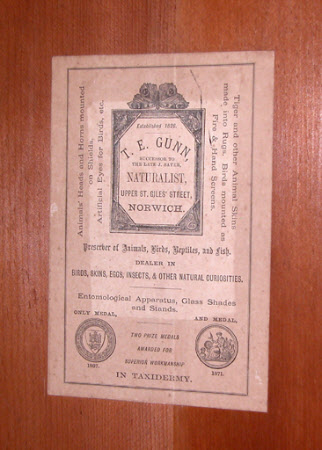 Established 1826.
T. E. GUNN,
SUCCESSOR TO
THE LATE J. SAYER,
NATURALIST,
UPPER ST. GILES' STREET,
NORWICH.
Animals' Heads and Horns mounted
on Shields,
Artificial Eyes for Birds, etc.
Tiger and other Animal Skins
made into Rugs. Birds mounted as
Fire & Hand Screens.
Preserver of Animals, Birds, Reptiles, and Fish.
DEALER IN
BIRDS, SKINS, EGGS, INSECTS, & OTHER NATURAL CURIOSITIES.
Entomological Apparatus, Glass Shades
and Stands.
ONLY MEDAL,
AND MEDAL,
TWO PRIZE MEDALS
AWARDED FOR
SUPERIOR WORKMANSHIP
1871.
IN TAXIDERMY.